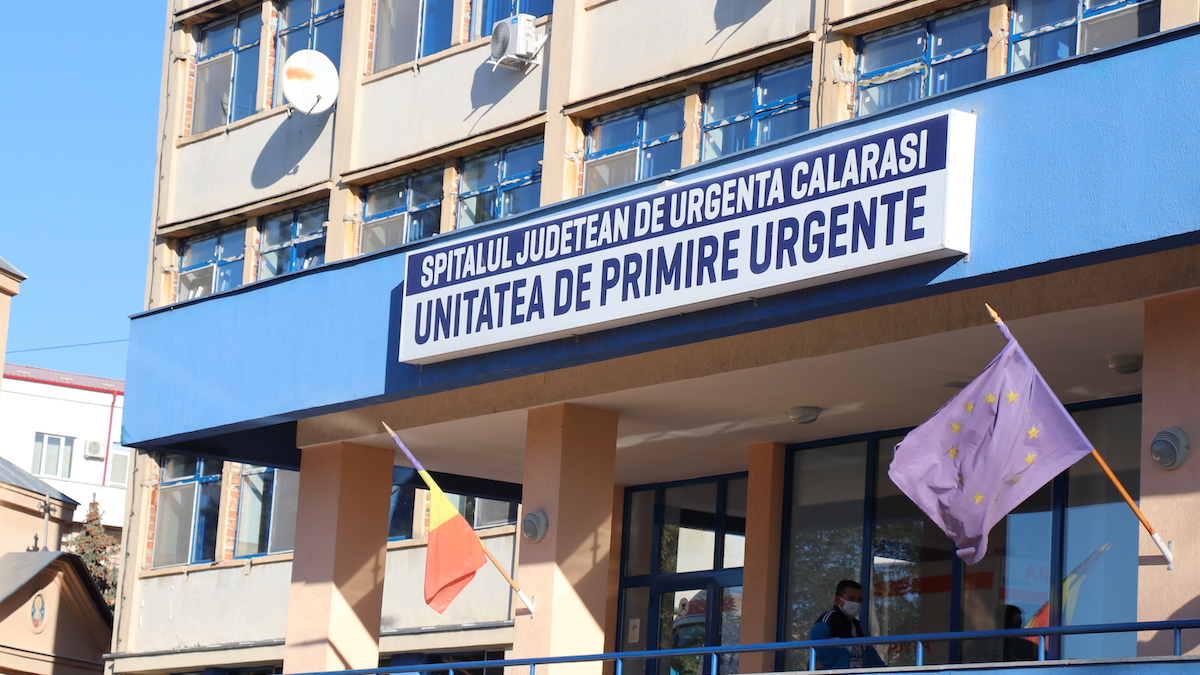 SPITALUL JUDETEAN DE URGENTA CALARASI
UNITATEA DE PRIMIRE URGENTE